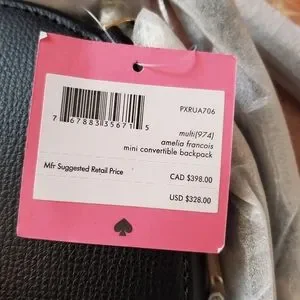 PXRUA706
7 67883 35671 5
multi(974)
amelia francois
mini convertible backpack
Mfr Suggested Retail Price
CAD $398.00
USD $328.00